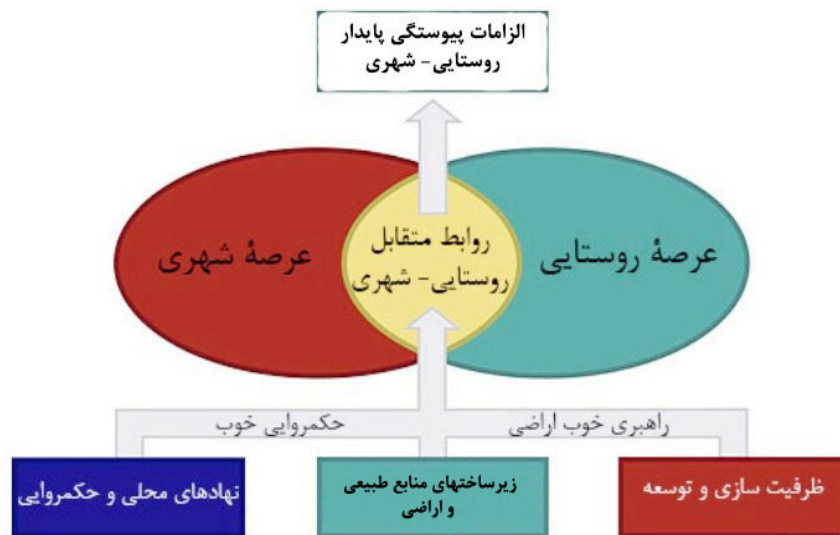 الزامات پیوستگی پایدار
روستایی- شهری
عرصهٔ روستایی
روابط متقابل
روستایی- شهری
عرصهٔ شهری
راهبری خوب اراضی
حکمروایی خوب
ظرفیت سازی و توسعه
زیرساختهای منابع طبیعی
و اراضی
نهادهای محلی و حکمروایی